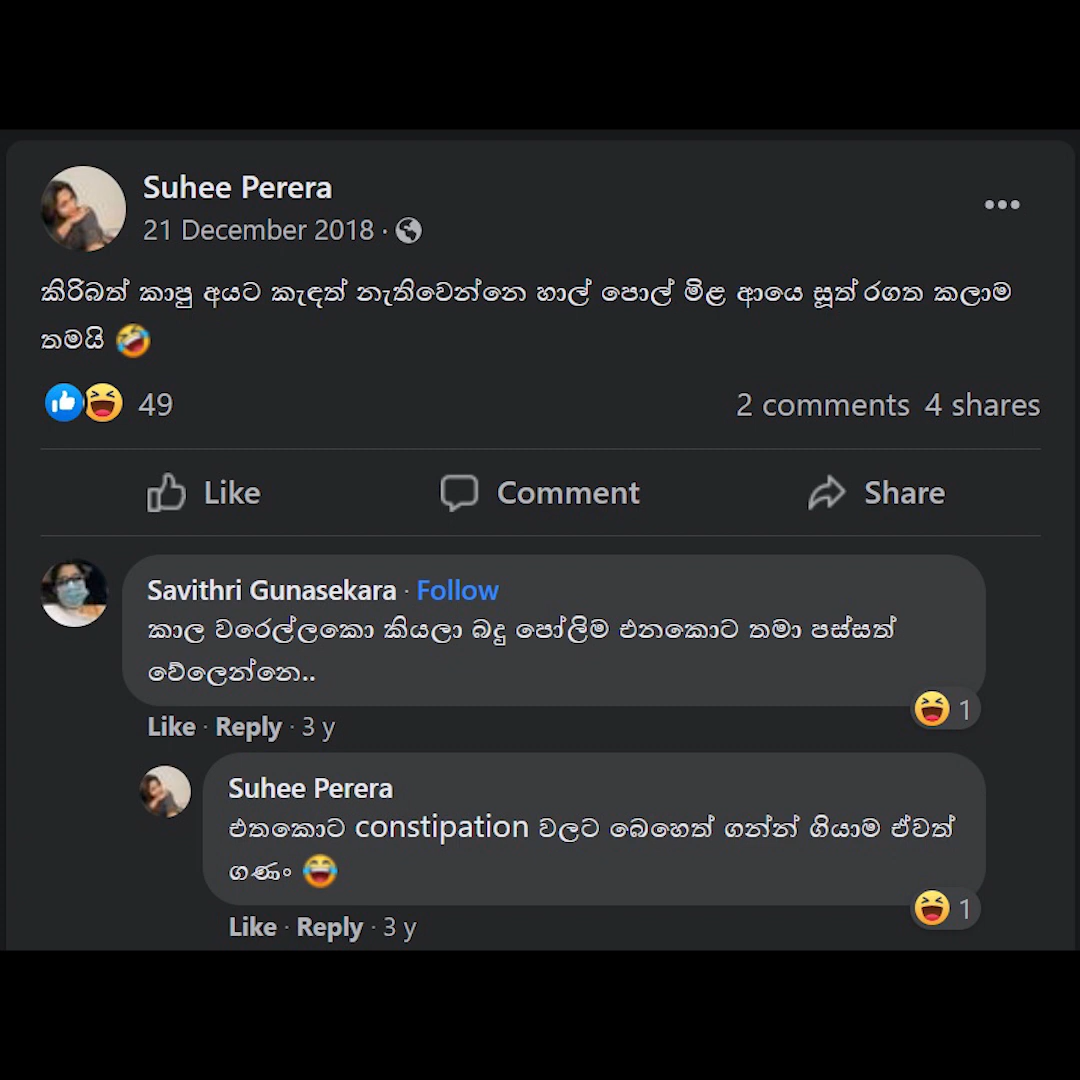 Suhee Perera
21 December 2018 ·
කිරිබත් කාපු අයට කැඳත් නැතිවෙන්නෙ හාල් පොල් මිළ ආයෙ සූත් රගත කලාම
තමයි 🤣
49
2 comments 4 shares
Like Comment Share
Savithri Gunasekara · Follow
කාල වරෙල්ලකො කියලා බදු පෝලිම එනකොට තමා පස්සත්
වේලෙන්නෙ..
1
Like · Reply · 3 y
Suhee Perera
එතකොට constipation වලට බෙහෙත් ගන්න් ගියාම ඒවත්
ගණං 😂
1
Like · Reply · 3 y